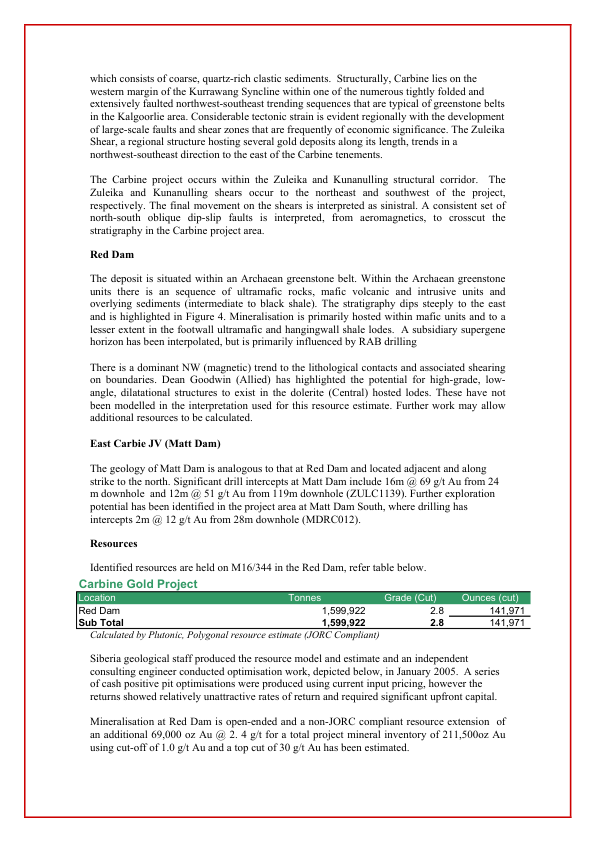 which consists of coarse, quartz-rich clastic sediments.  Structurally, Carbine lies on the
western margin of the Kurrawang Syncline within one of the numerous tightly folded and
extensively faulted northwest-southeast trending sequences that are typical of greenstone belts
in the Kalgoorlie area. Considerable tectonic strain is evident regionally with the development
of large-scale faults and shear zones that are frequently of economic significance. The Zuleika
Shear, a regional structure hosting several gold deposits along its length, trends in a
northwest-southeast direction to the east of the Carbine tenements.
The Carbine project occurs within the Zuleika and Kunanulling structural corridor.  The
Zuleika and Kunanulling shears occur to the northeast and southwest of the project,
respectively. The final movement on the shears is interpreted as sinistral. A consistent set of
north-south oblique dip-slip faults is interpreted, from aeromagnetics, to crosscut the
stratigraphy in the Carbine project area.
Red Dam
The deposit is situated within an Archaean greenstone belt. Within the Archaean greenstone
units there is an sequence of ultramafic rocks, mafic volcanic and intrusive units and
overlying sediments (intermediate to black shale). The stratigraphy dips steeply to the east
and is highlighted in Figure 4. Mineralisation is primarily hosted within mafic units and to a
lesser extent in the footwall ultramafic and hangingwall shale lodes.  A subsidiary supergene
horizon has been interpolated, but is primarily influenced by RAB drilling
There is a dominant NW (magnetic) trend to the lithological contacts and associated shearing
on boundaries. Dean Goodwin (Allied) has highlighted the potential for high-grade, low-
angle, dilatational structures to exist in the dolerite (Central) hosted lodes. These have not
been modelled in the interpretation used for this resource estimate. Further work may allow
additional resources to be calculated.
East Carbie JV (Matt Dam)
The geology of Matt Dam is analogous to that at Red Dam and located adjacent and along
strike to the north. Significant drill intercepts at Matt Dam include 16m @ 69 g/t Au from 24
m downhole  and 12m @ 51 g/t Au from 119m downhole (ZULC1139). Further exploration
potential has been identified in the project area at Matt Dam South, where drilling has
intercepts 2m @ 12 g/t Au from 28m downhole (MDRC012).
Resources
Identified resources are held on M16/344 in the Red Dam, refer table below.
Carbine Gold Project
Location Tonnes Grade (Cut) Ounces (cut)
Red Dam 1,599,922 2.8 141,971
Sub Total 1,599,922 2.8 141,971
Calculated by Plutonic, Polygonal resource estimate (JORC Compliant)
Siberia geological staff produced the resource model and estimate and an independent
consulting engineer conducted optimisation work, depicted below, in January 2005.  A series
of cash positive pit optimisations were produced using current input pricing, however the
returns showed relatively unattractive rates of return and required significant upfront capital.
Mineralisation at Red Dam is open-ended and a non-JORC compliant resource extension  of
an additional 69,000 oz Au @ 2. 4 g/t for a total project mineral inventory of 211,500oz Au
using cut-off of 1.0 g/t Au and a top cut of 30 g/t Au has been estimated.